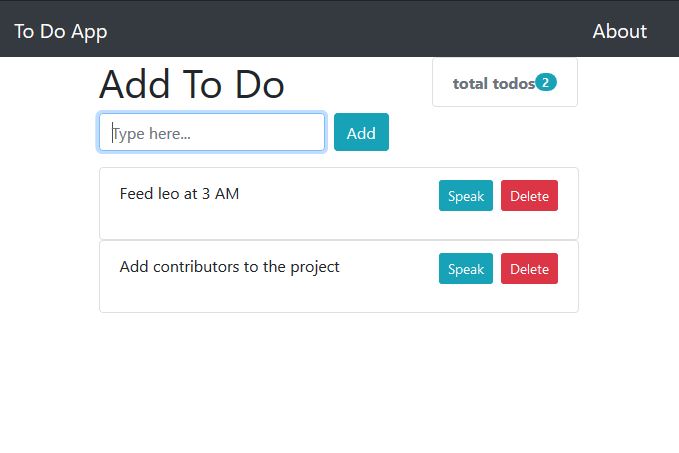 To Do App About
Add To Do
total todos 2
Type here... Add
Feed leo at 3 AM Speak Delete
Add contributors to the project Speak Delete